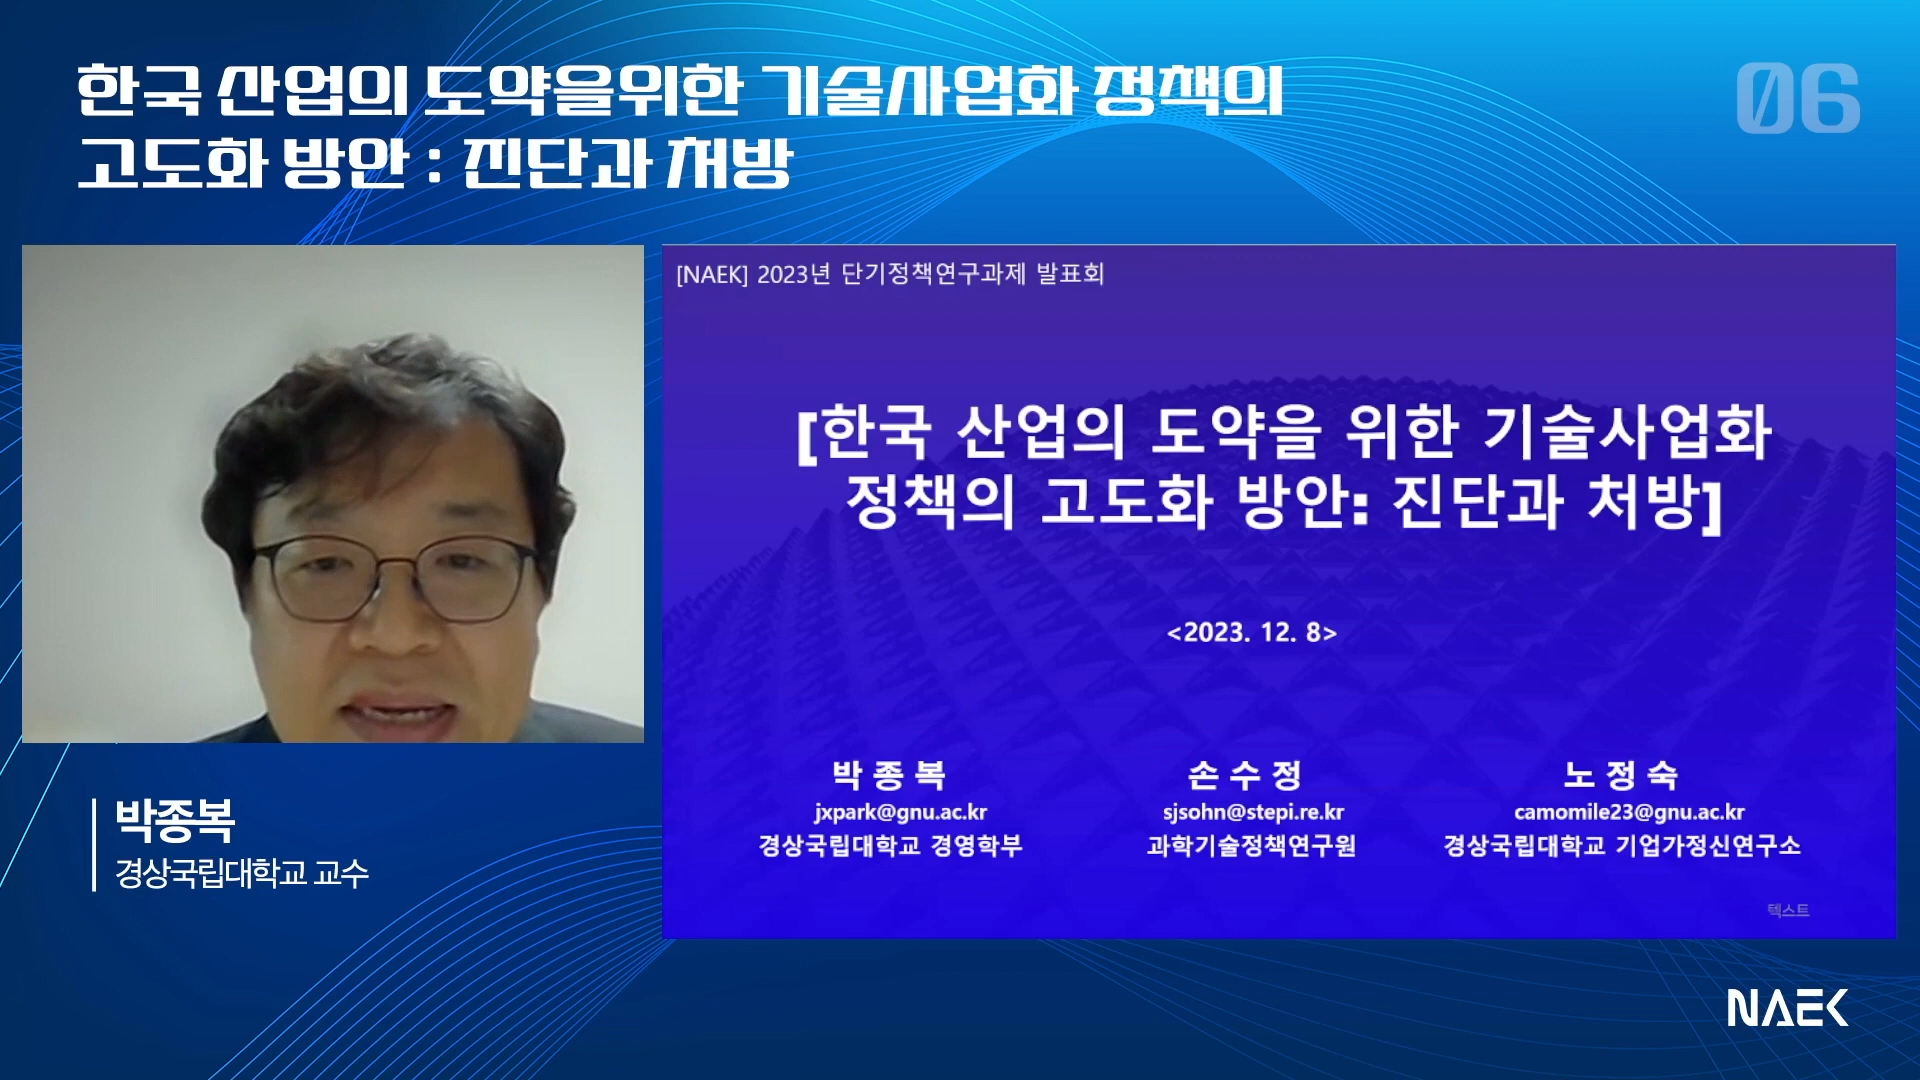 한국 산업의 도약을위한 기술사업화 정책의
고도화 방안 : 진단과 처방
06
[NAEK] 2023년 단기정책연구과제 발표회
[한국 산업의 도약을 위한 기술사업화
정책의 고도화 방안: 진단과 처방]
<2023. 12. 8>
박 종 복
jxpark@gnu.ac.kr
경상국립대학교 경영학부
손 수 정
sjsohn@stepi.re.kr
과학기술정책연구원
노 정 숙
camomile23@gnu.ac.kr
경상국립대학교 기업가정신연구소
텍스트
박종복
경상국립대학교 교수
NAEK